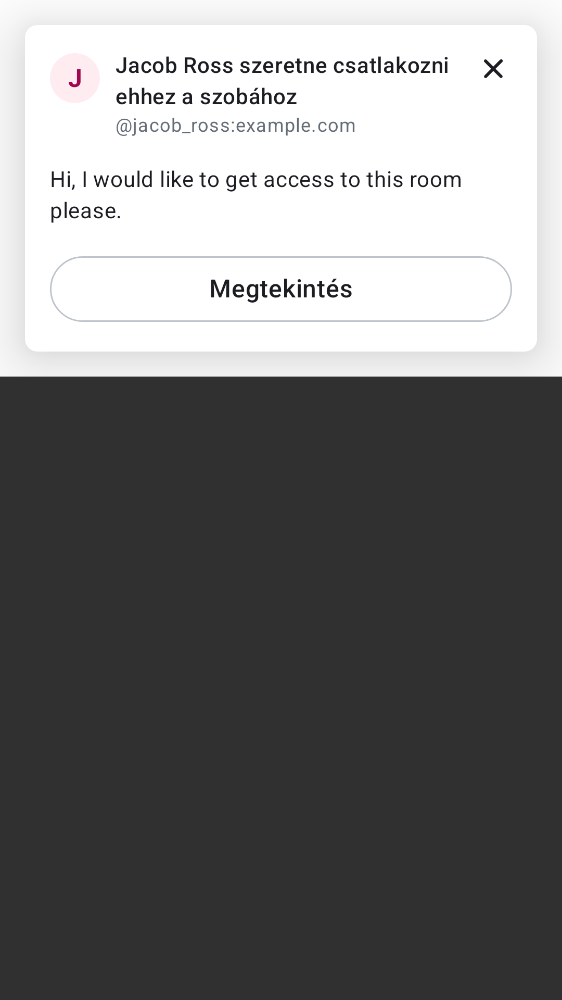 J
Jacob Ross szeretne csatlakozni
ehhez a szobához
@jacob_ross:example.com
Hi, I would like to get access to this room
please.
Megtekintés